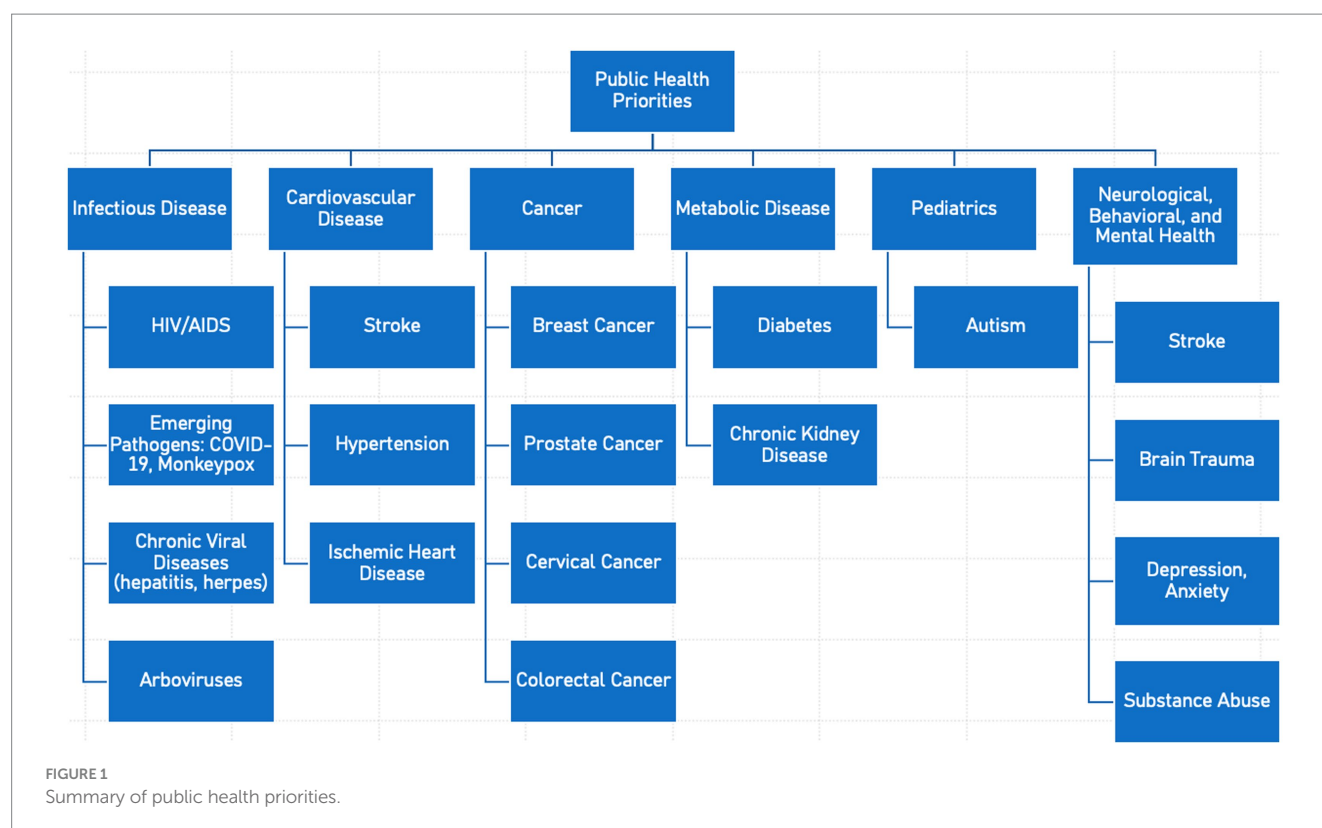 Public Health
Priorities
Infectious Disease
Cardiovascular
Disease
Cancer
Metabolic Disease
Pediatrics
Neurological,
Behavioral, and
Mental Health
HIV/AIDS
Emerging
Pathogens: COVID-
19, Monkeypox
Chronic Viral
Diseases
(hepatitis, herpes)
Arboviruses
Stroke
Hypertension
Ischemic Heart
Disease
Breast Cancer
Prostate Cancer
Cervical Cancer
Colorectal Cancer
Diabetes
Chronic Kidney
Disease
Autism
Stroke
Brain Trauma
Depression,
Anxiety
Substance Abuse
FIGURE 1
Summary of public health priorities.